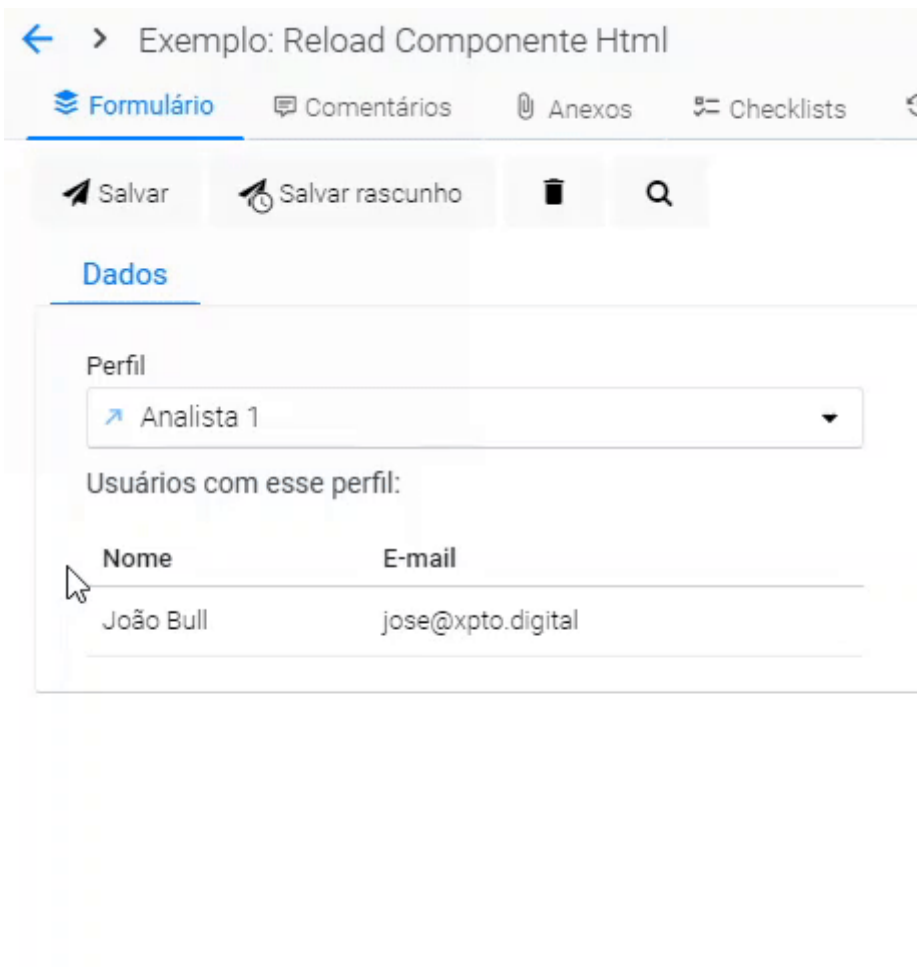 Exemplo: Reload Componente Html
Formulário Comentários Anexos Checklists
Salvar Salvar rascunho
Dados
Perfil
Analista 1
Usuários com esse perfil:
Nome E-mail
João Bull jose@xpto.digital